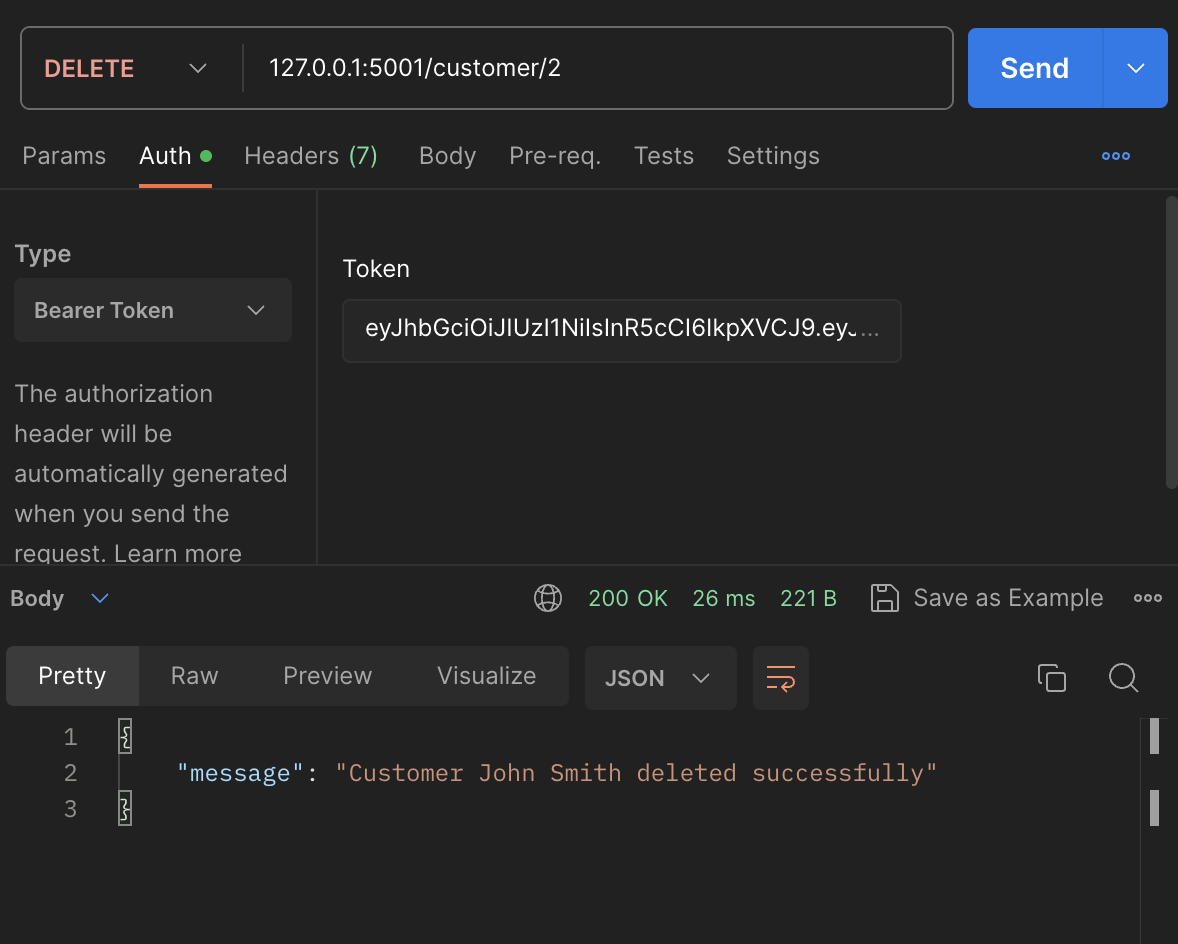 DELETE 127.0.0.1:5001/customer/2 Send
Params Auth Headers (7) Body Pre-req. Tests Settings
Type
Bearer Token
The authorization
header will be
automatically generated
when you send the
request. Learn more
Token
eyJhbGciOiJIUzI1NiIsInR5cCI6IkpXVCJ9.eyJ...
Body 200 OK 26 ms 221 B Save as Example
Pretty Raw Preview Visualize JSON
1 {
2 "message": "Customer John Smith deleted successfully"
3 }